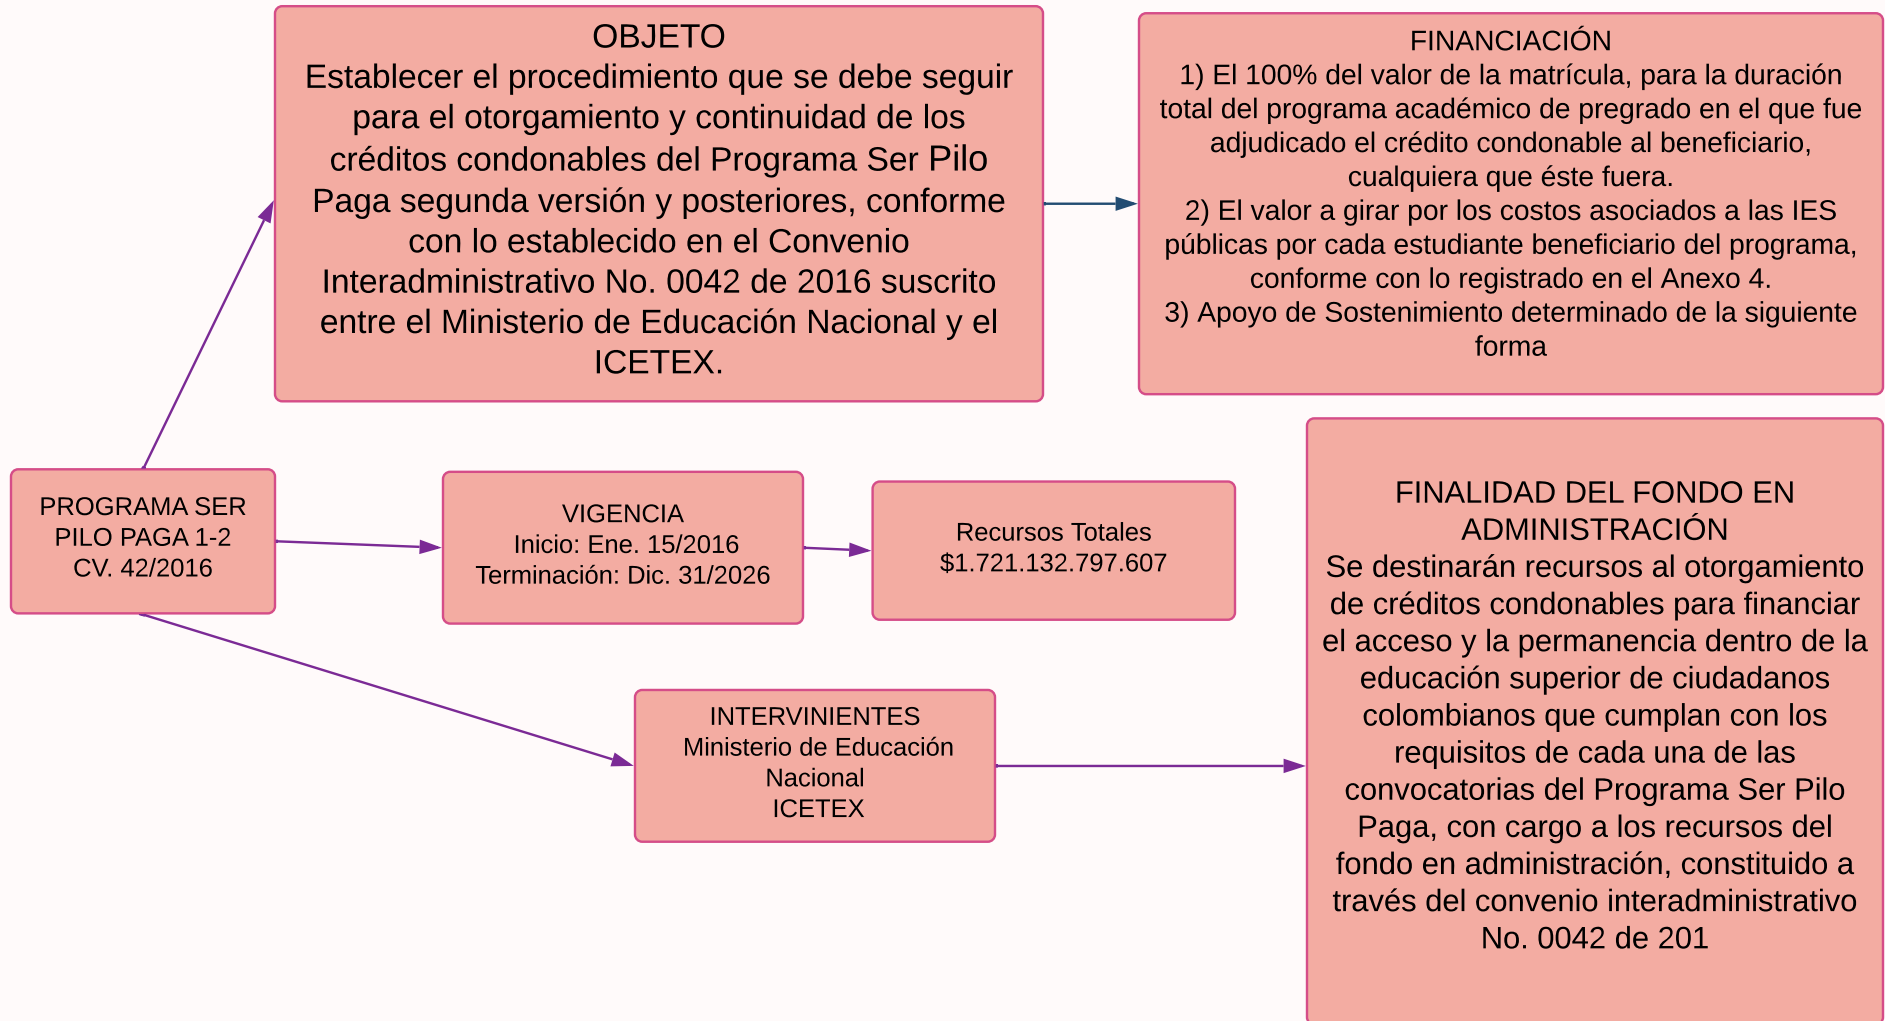 OBJETO
Establecer el procedimiento que se debe seguir
para el otorgamiento y continuidad de los
créditos condonables del Programa Ser Pilo
Paga segunda versión y posteriores, conforme
con lo establecido en el Convenio
Interadministrativo No. 0042 de 2016 suscrito
entre el Ministerio de Educación Nacional y el
ICETEX.
FINANCIACIÓN
1) El 100% del valor de la matrícula, para la duración
total del programa académico de pregrado en el que fue
adjudicado el crédito condonable al beneficiario,
cualquiera que éste fuera.
2) El valor a girar por los costos asociados a las IES
públicas por cada estudiante beneficiario del programa,
conforme con lo registrado en el Anexo 4.
3) Apoyo de Sostenimiento determinado de la siguiente
forma
PROGRAMA SER
PILO PAGA 1-2
CV. 42/2016
VIGENCIA
Inicio: Ene. 15/2016
Terminación: Dic. 31/2026
Recursos Totales
$1.721.132.797.607
INTERVINIENTES
Ministerio de Educación
Nacional
ICETEX
FINALIDAD DEL FONDO EN
ADMINISTRACIÓN
Se destinarán recursos al otorgamiento
de créditos condonables para financiar
el acceso y la permanencia dentro de la
educación superior de ciudadanos
colombianos que cumplan con los
requisitos de cada una de las
convocatorias del Programa Ser Pilo
Paga, con cargo a los recursos del
fondo en administración, constituido a
través del convenio interadministrativo
No. 0042 de 201